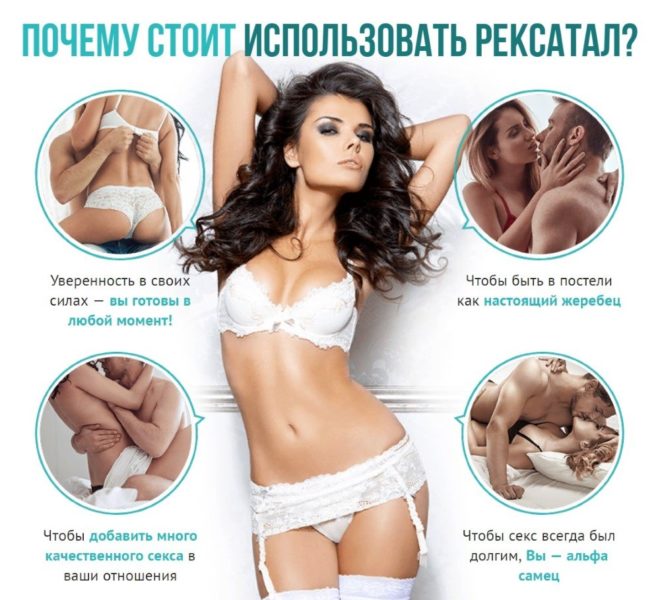 ПОЧЕМУ СТОИТ ИСПОЛЬЗОВАТЬ РЕКСАТАЛ?
Уверенность в своих
силах — вы готовы в
любой момент!
Чтобы быть в постели
как настоящий жеребец
Чтобы добавить много
качественного секса в
ваши отношения
Чтобы секс всегда был
долгим, Вы — альфа
самец